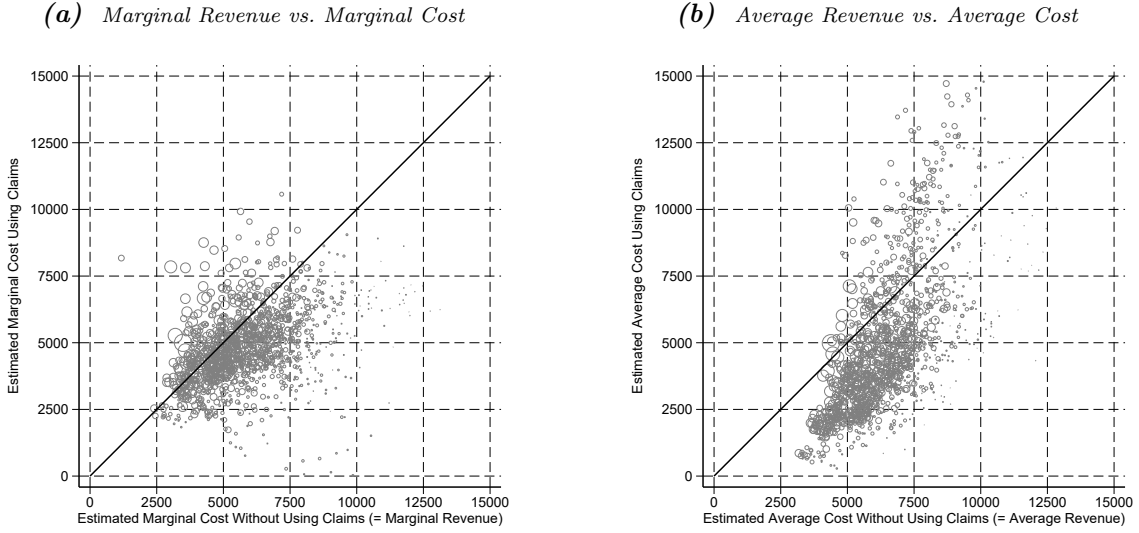 (a) Marginal Revenue vs. Marginal Cost
15000
12500
10000
7500
5000
2500
0
Estimated Marginal Cost Using Claims
0 2500 5000 7500 10000 12500 15000
Estimated Marginal Cost Without Using Claims (= Marginal Revenue)
(b) Average Revenue vs. Average Cost
15000
12500
10000
7500
5000
2500
0
Estimated Average Cost Using Claims
0 2500 5000 7500 10000 12500 15000
Estimated Average Cost Without Using Claims (= Average Revenue)